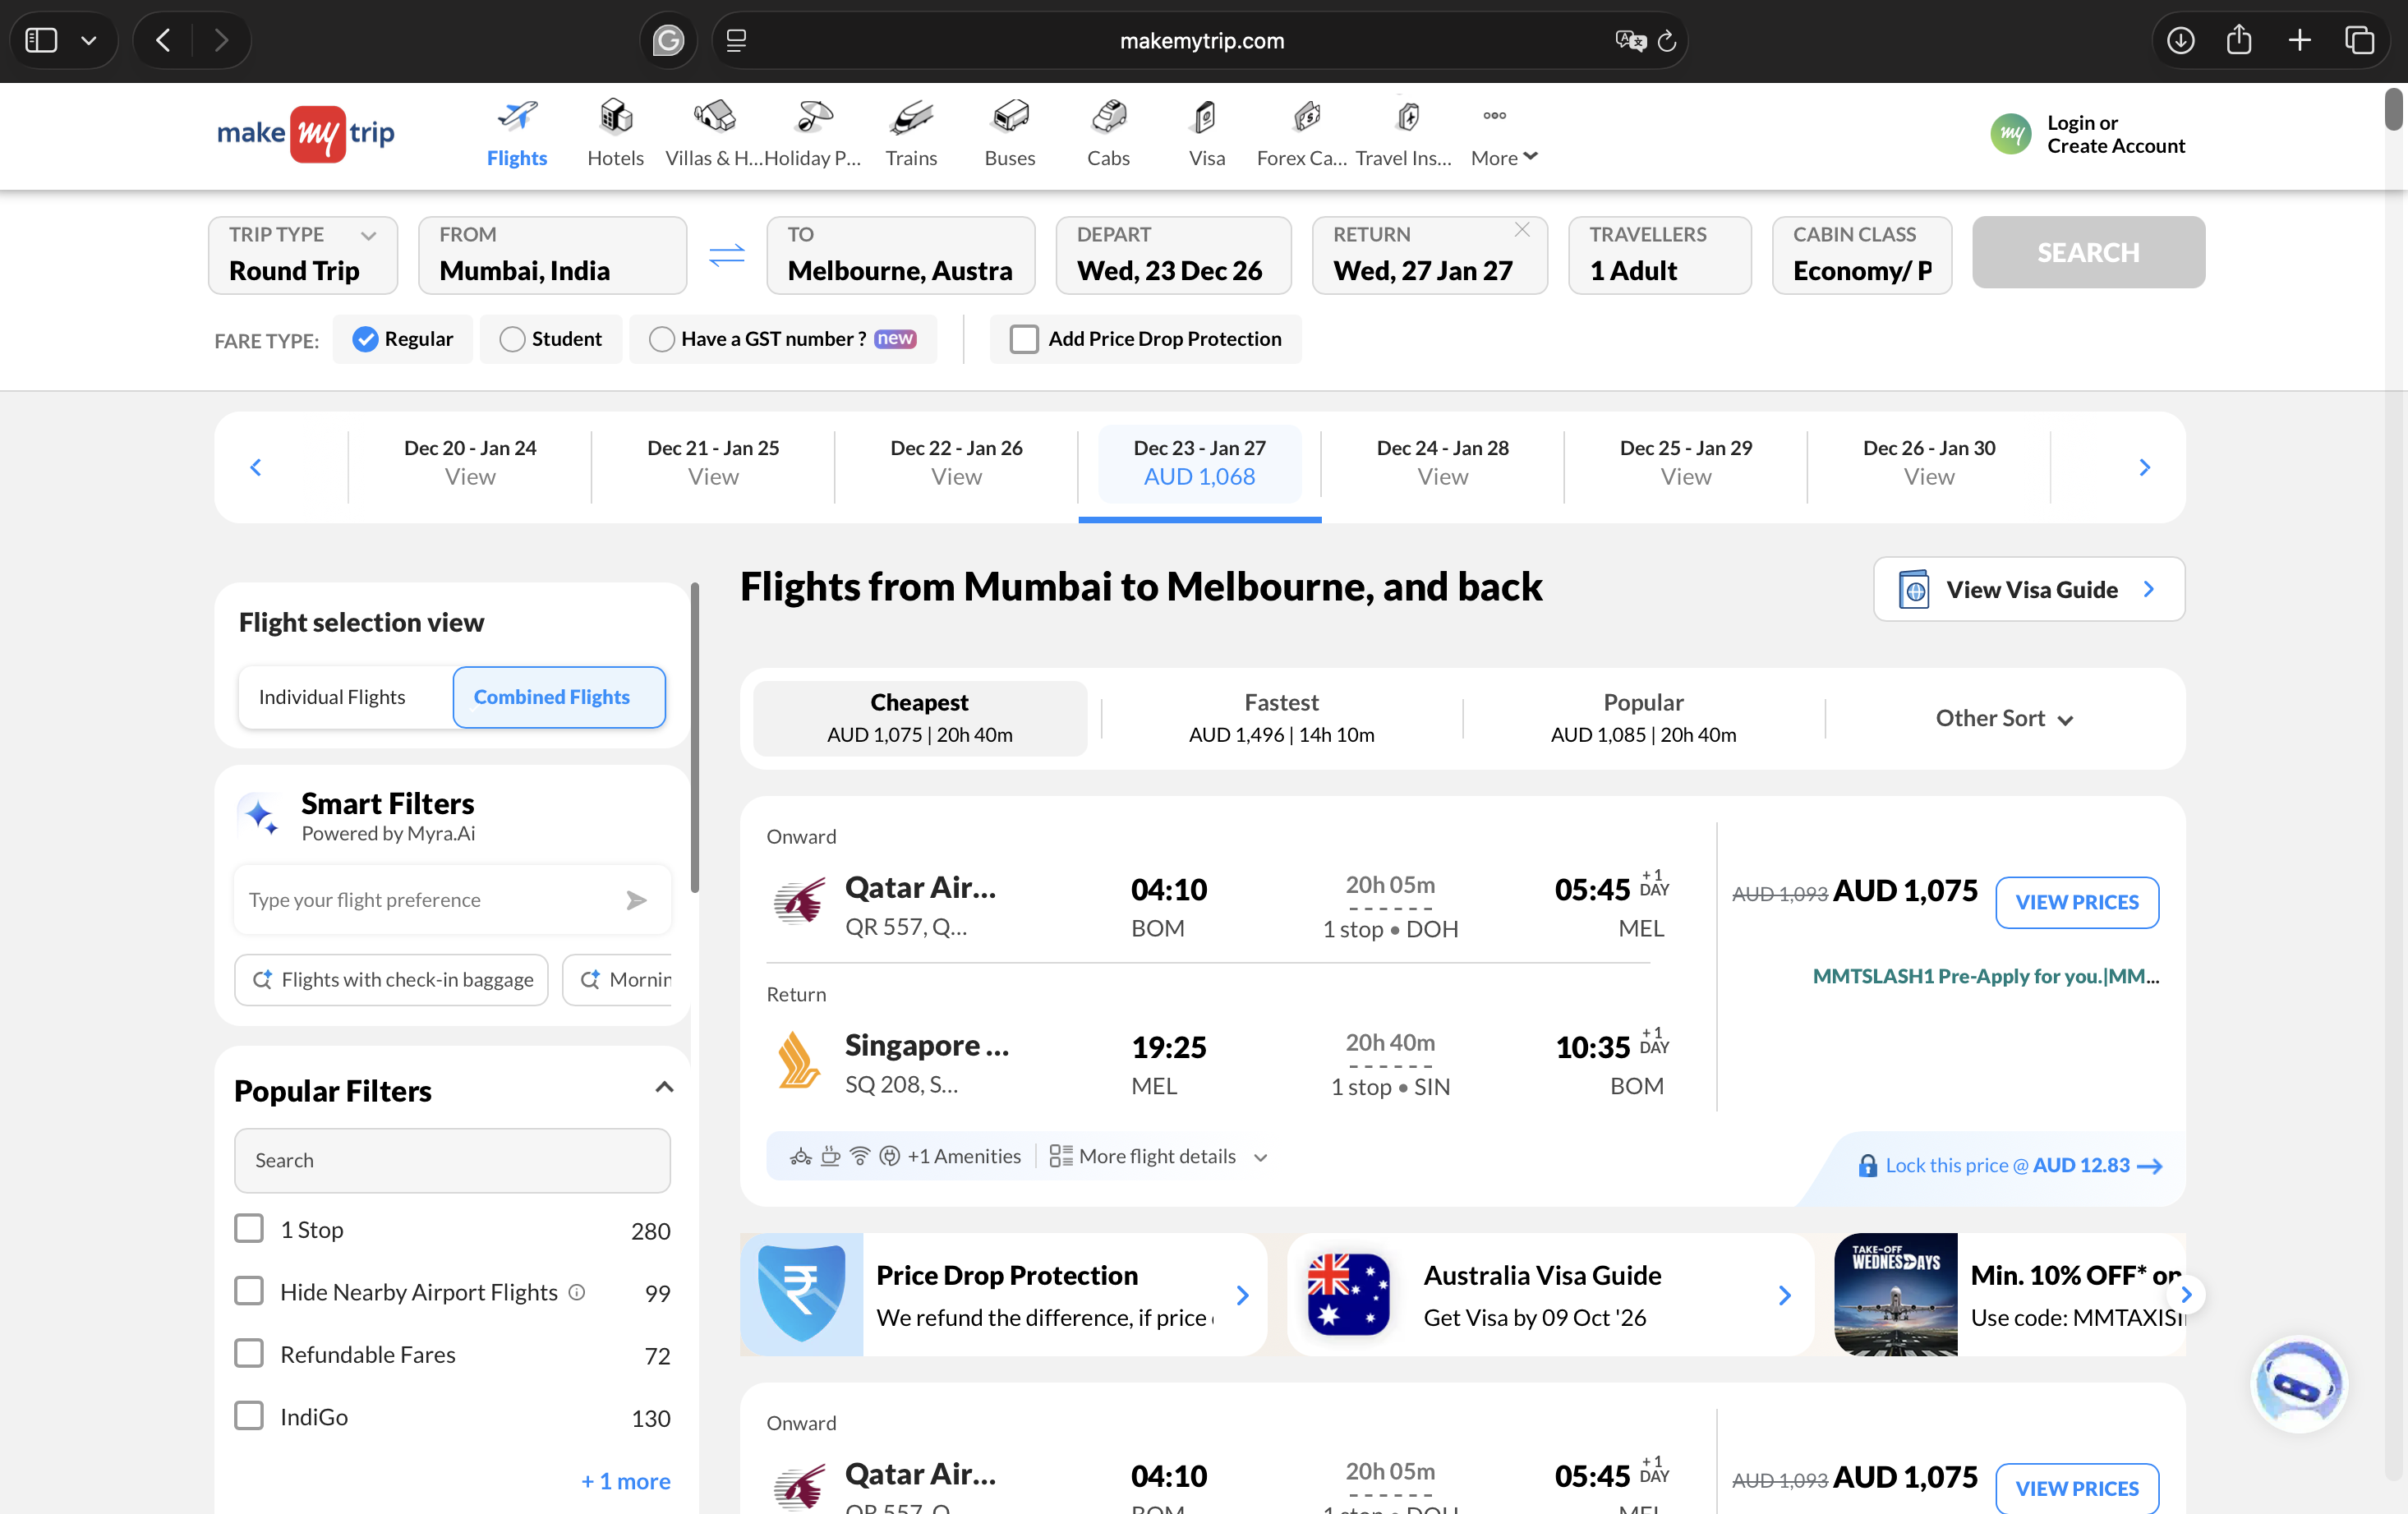 makemytrip.com
make my trip
Flights
Hotels
Villas & H...
Holiday P...
Trains
Buses
Cabs
Visa
Forex Ca...
Travel Ins...
More
my
Login or
Create Account
TRIP TYPE
Round Trip
FROM
Mumbai, India
TO
Melbourne, Austra
DEPART
Wed, 23 Dec 26
RETURN
Wed, 27 Jan 27
TRAVELLERS
1 Adult
CABIN CLASS
Economy/ P
SEARCH
FARE TYPE:
Regular
Student
Have a GST number ? new
Add Price Drop Protection
Dec 20 - Jan 24
View
Dec 21 - Jan 25
View
Dec 22 - Jan 26
View
Dec 23 - Jan 27
AUD 1,068
Dec 24 - Jan 28
View
Dec 25 - Jan 29
View
Dec 26 - Jan 30
View
Flight selection view
Individual Flights
Combined Flights
Smart Filters
Powered by Myra.Ai
Type your flight preference
Flights with check-in baggage
Mornin
Popular Filters
Search
1 Stop 280
Hide Nearby Airport Flights 99
Refundable Fares 72
IndiGo 130
+ 1 more
Flights from Mumbai to Melbourne, and back
View Visa Guide
Cheapest
AUD 1,075 | 20h 40m
Fastest
AUD 1,496 | 14h 10m
Popular
AUD 1,085 | 20h 40m
Other Sort
Onward
Qatar Air...
QR 557, Q...
04:10
BOM
20h 05m
1 stop • DOH
05:45 +1 DAY
MEL
AUD 1,093 AUD 1,075
VIEW PRICES
MMTSLASH1 Pre-Apply for you.|MM...
Return
Singapore ...
SQ 208, S...
19:25
MEL
20h 40m
1 stop • SIN
10:35 +1 DAY
BOM
+1 Amenities
More flight details
Lock this price @ AUD 12.83
Price Drop Protection
We refund the difference, if price
Australia Visa Guide
Get Visa by 09 Oct '26
TAKE-OFF
WEDNESDAYS
Min. 10% OFF* on
Use code: MMTAXISI
Onward
Qatar Air...
QR 557, Q...
04:10
BOM
20h 05m
1 stop • DOH
05:45 +1 DAY
MEL
AUD 1,093 AUD 1,075
VIEW PRICES